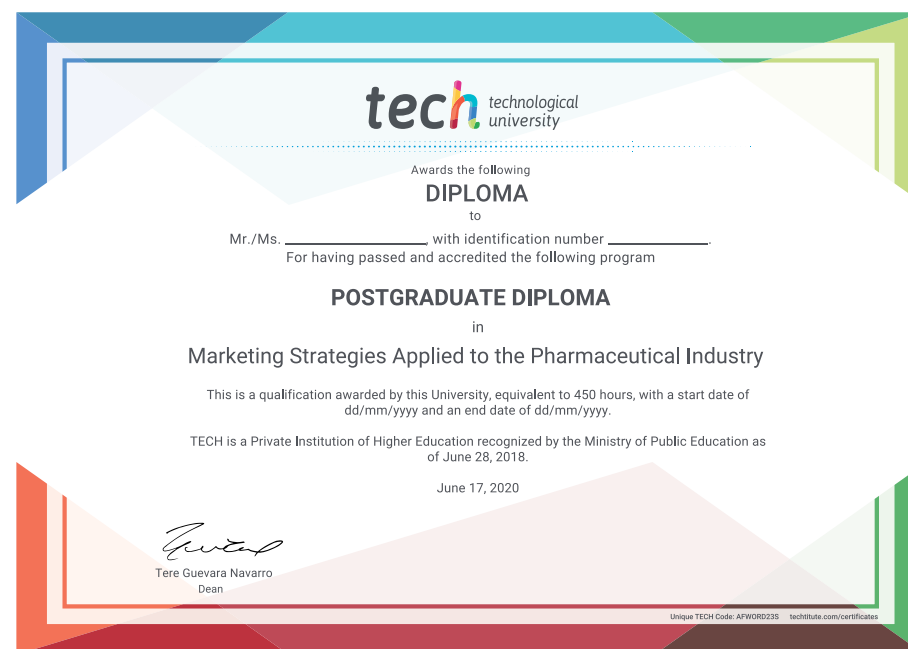 tech technological
university
Awards the following
DIPLOMA
to
Mr./Ms. ____________, with identification number ____________.
For having passed and accredited the following program
POSTGRADUATE DIPLOMA
in
Marketing Strategies Applied to the Pharmaceutical Industry
This is a qualification awarded by this University, equivalent to 450 hours, with a start date of
dd/mm/yyyy and an end date of dd/mm/yyyy.
TECH is a Private Institution of Higher Education recognized by the Ministry of Public Education as
of June 28, 2018.
June 17, 2020
Tere Guevara Navarro
Dean
Unique TECH Code: AFWORD23S techtitute.com/certificates